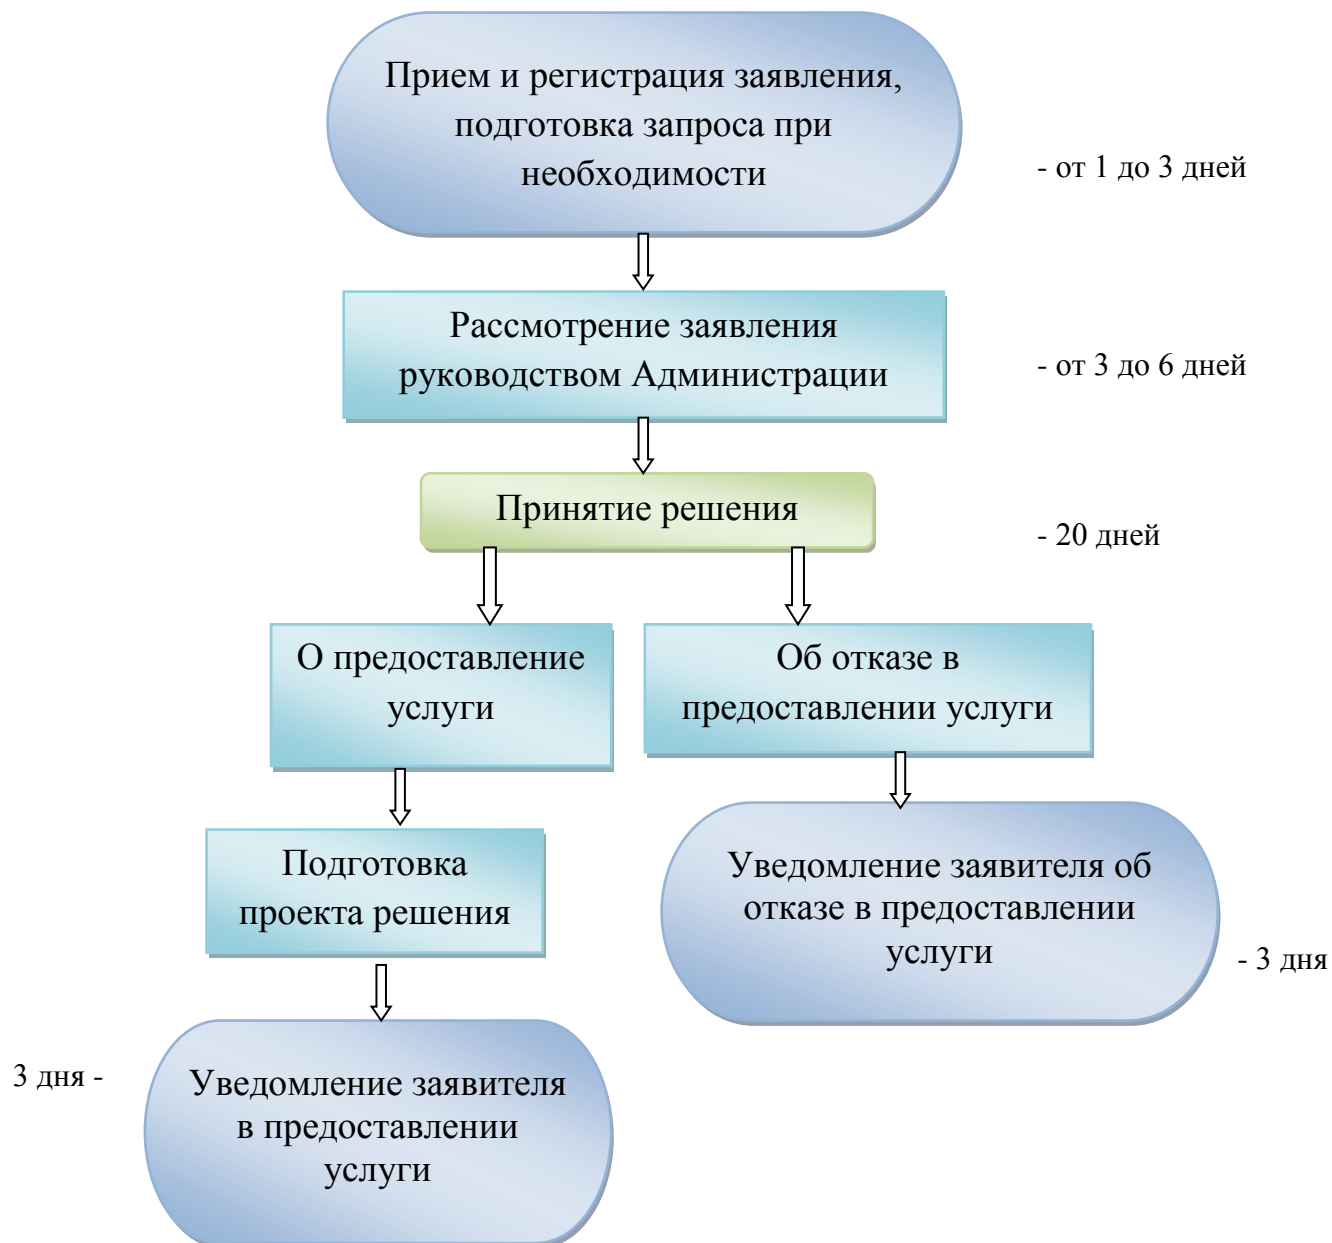 Прием и регистрация заявления,
подготовка запроса при
необходимости
- от 1 до 3 дней
Рассмотрение заявления
руководством Администрации
- от 3 до 6 дней
Принятие решения
- 20 дней
О предоставление
услуги
Об отказе в
предоставлении услуги
Подготовка
проекта решения
Уведомление заявителя об
отказе в предоставлении
услуги
- 3 дня
3 дня -
Уведомление заявителя
в предоставлении
услуги